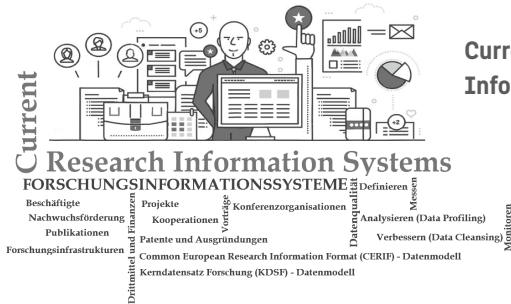 +5
Curr
Info
+2
Current
Research Information Systems
FORSCHUNGSINFORMATIONSSYSTEME
Beschäftigte
Nachwuchsförderung
Publikationen
Forschungsinfrastrukturen
Drittmittel und Finanzen
Projekte
Kooperationen
Vorträge
Konferenzorganisationen
Patente und Ausgründungen
Common European Research Information Format (CERIF) - Datenmodell
Kerndatensatz Forschung (KDSF) - Datenmodell
Datenqualität
Definieren
Messen
Analysieren (Data Profiling)
Verbessern (Data Cleansing)
Monitoren